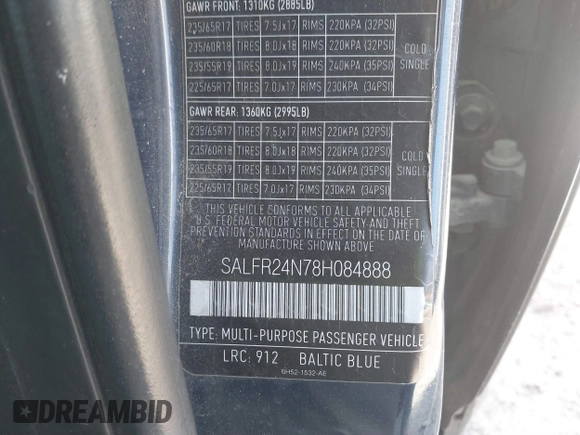 GAWR FRONT: 1310KG (2885LB)
235/65R17 TIRES 7.5Jx17 RIMS 220KPA (32PSI)
235/60R18 TIRES 8.0Jx18 RIMS 220KPA (32PSI)
235/55R19 TIRES 8.0Jx19 RIMS 240KPA (35PSI)
225/65R17 TIRES 7.0Jx17 RIMS 230KPA (34PSI)
COLD
SINGLE
GAWR REAR: 1360KG (2995LB)
235/65R17 TIRES 7.5Jx17 RIMS 220KPA (32PSI)
235/60R18 TIRES 8.0Jx18 RIMS 220KPA (32PSI)
235/55R19 TIRES 8.0Jx19 RIMS 240KPA (35PSI)
225/65R17 TIRES 7.0Jx17 RIMS 230KPA (34PSI)
COLD
SINGLE
THIS VEHICLE CONFORMS TO ALL APPLICABLE
U.S. FEDERAL MOTOR VEHICLE SAFETY AND THEFT
PREVENTION STANDARDS IN EFFECT ON THE DATE OF
MANUFACTURE SHOWN ABOVE
SALFR24N78H084888
TYPE: MULTI-PURPOSE PASSENGER VEHICLE
LRC: 912 BALTIC BLUE
6H52-1532-AE
DREAMBID